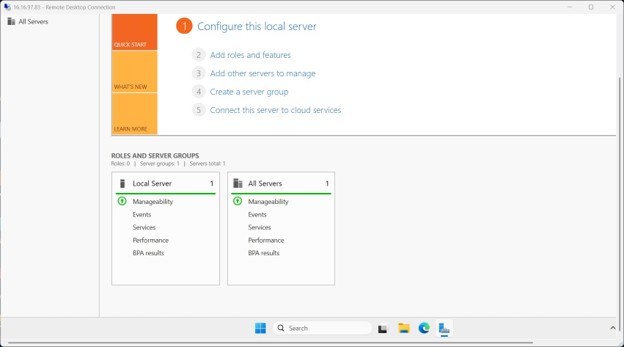 16.16.97.83 - Remote Desktop Connection
All Servers
QUICK START
WHAT'S NEW
LEARN MORE
1 Configure this local server
2 Add roles and features
3 Add other servers to manage
4 Create a server group
5 Connect this server to cloud services
ROLES AND SERVER GROUPS
Roles: 0 | Server groups: 1 | Servers total: 1
Local Server 1
Manageability
Events
Services
Performance
BPA results
All Servers 1
Manageability
Events
Services
Performance
BPA results
Search